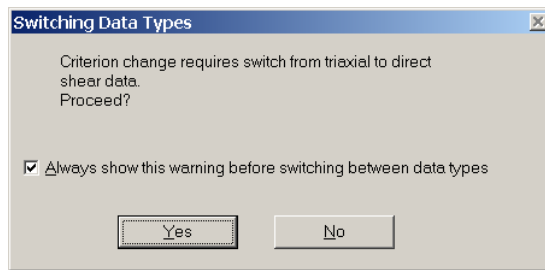 Switching Data Types
Criterion change requires switch from triaxial to direct
shear data.
Proceed?
Always show this warning before switching between data types
Yes
No